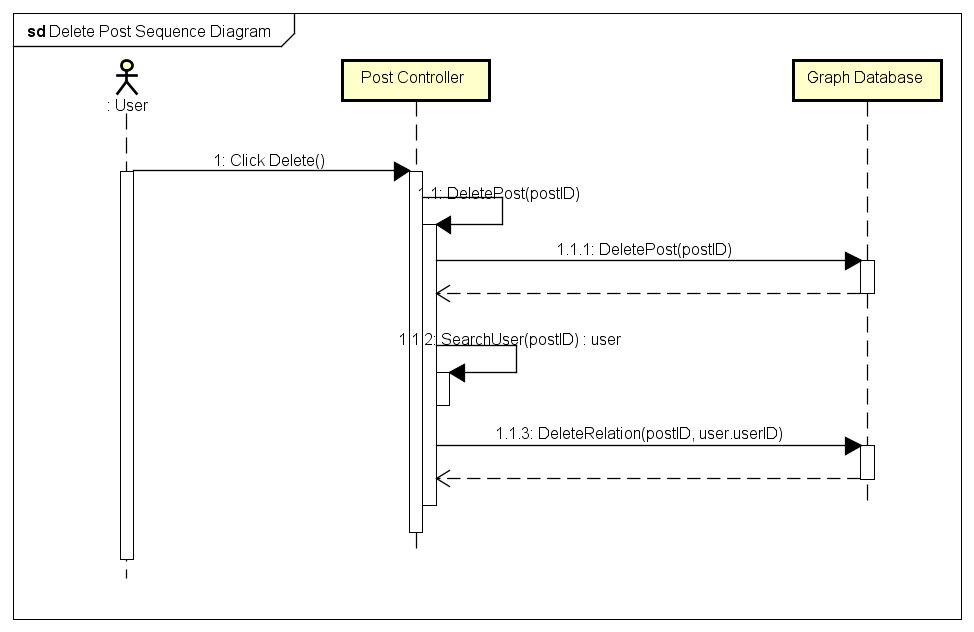 sd Delete Post Sequence Diagram
: User
Post Controller
Graph Database
1: Click Delete()
1.1: DeletePost(postID)
1.1.1: DeletePost(postID)
1.1.2: SearchUser(postID) : user
1.1.3: DeleteRelation(postID, user.userID)